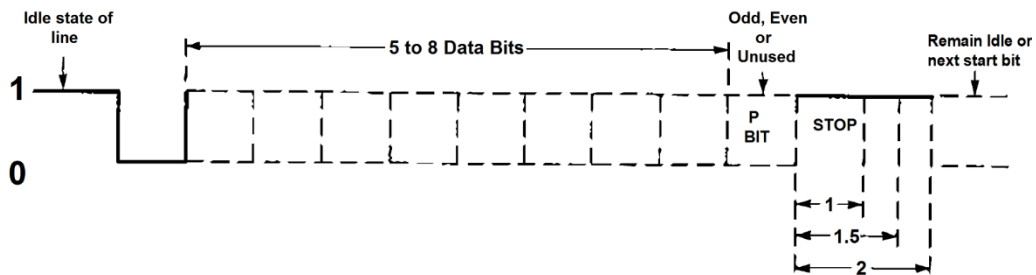 Idle state of
line
5 to 8 Data Bits
Odd, Even
or
Unused
Remain Idle or
next start bit
1
0
P
BIT
STOP
1
1.5
2